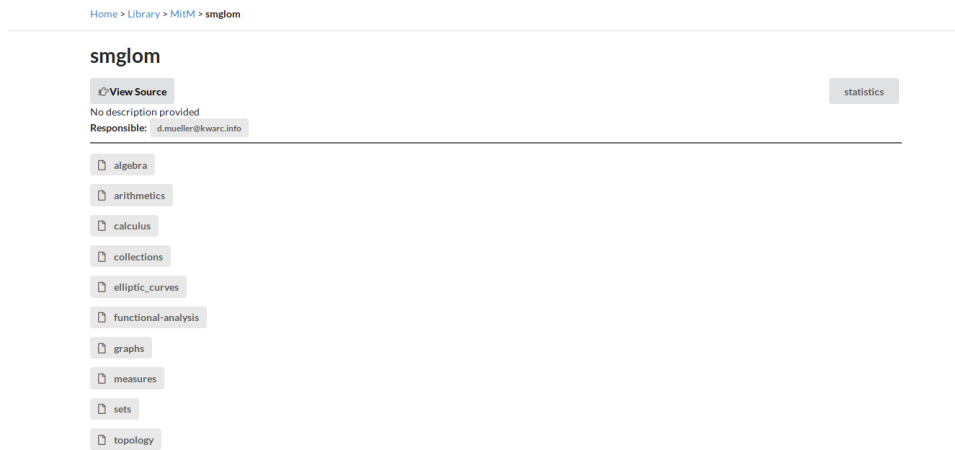 Home > Library > MitM > smglom
smglom
View Source
statistics
No description provided
Responsible: d.mueller@kwarc.info
algebra
arithmetics
calculus
collections
elliptic_curves
functional-analysis
graphs
measures
sets
topology